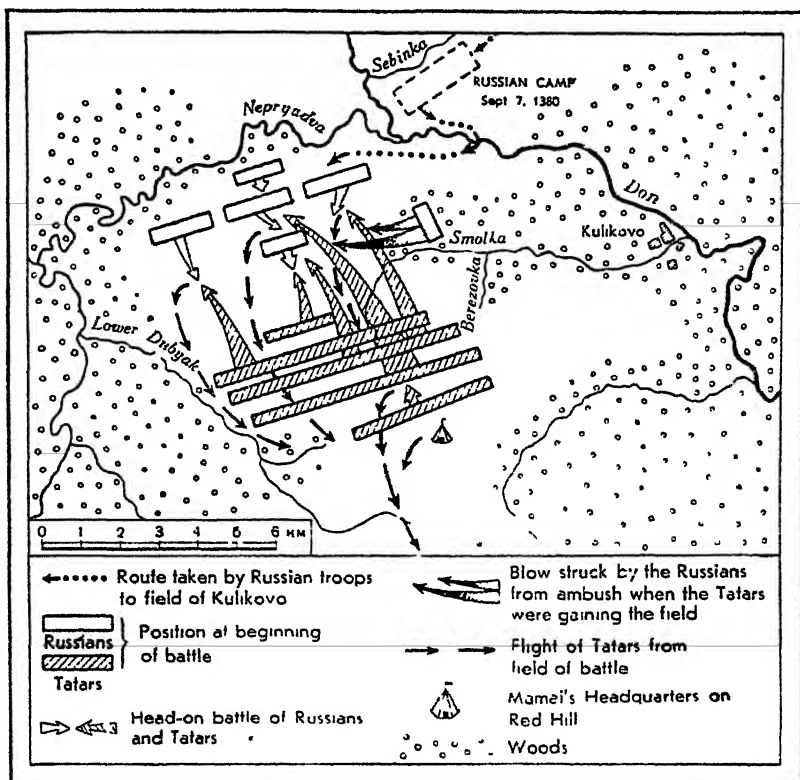 Sebinka
RUSSIAN CAMP
Sept 7, 1380
Nepryadva
Don
Kulikovo
Smolka
Berezovka
Lower Dubyak
0 1 2 3 4 5 6 км
Route taken by Russian troops
to field of Kulikovo
Russians
Tatars
Position at beginning
of battle
Head-on battle of Russians
and Tatars
Blow struck by the Russians
from ambush when the Tatars
were gaining the field
Flight of Tatars from
field of battle
Mamai's Headquarters on
Red Hill
Woods